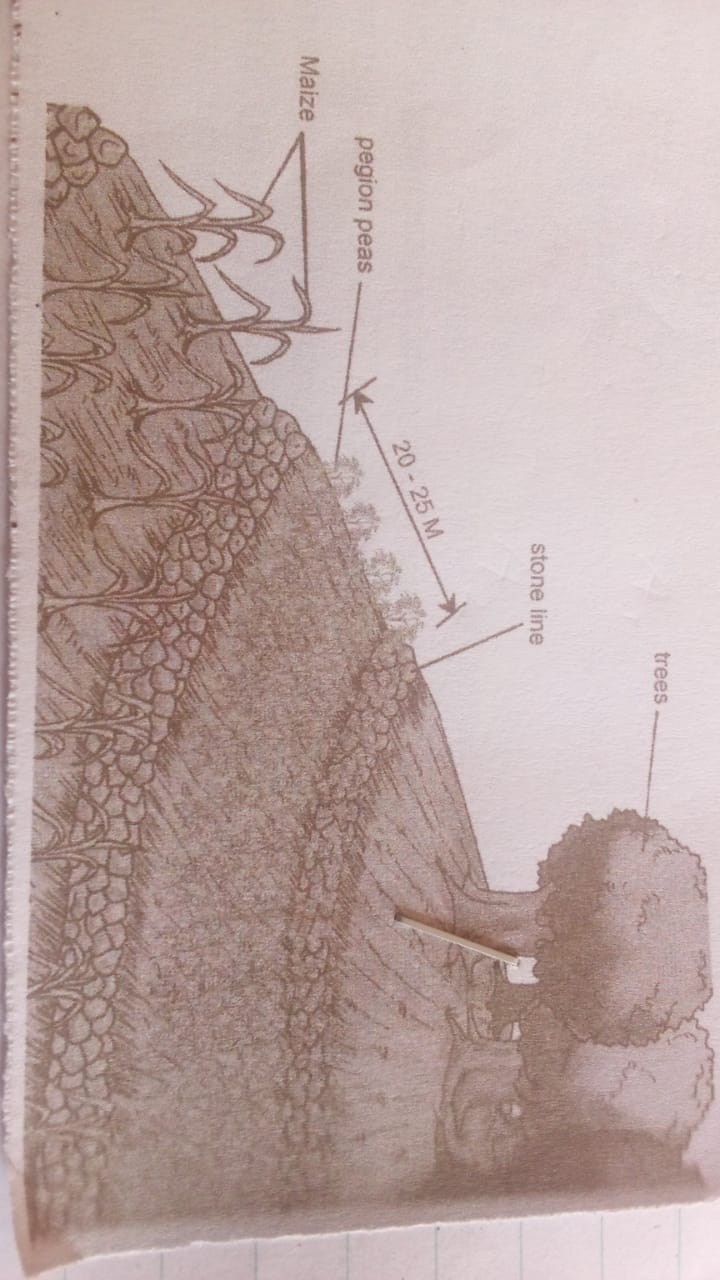 trees
stone line
20 - 25 M
pegion peas
Maize